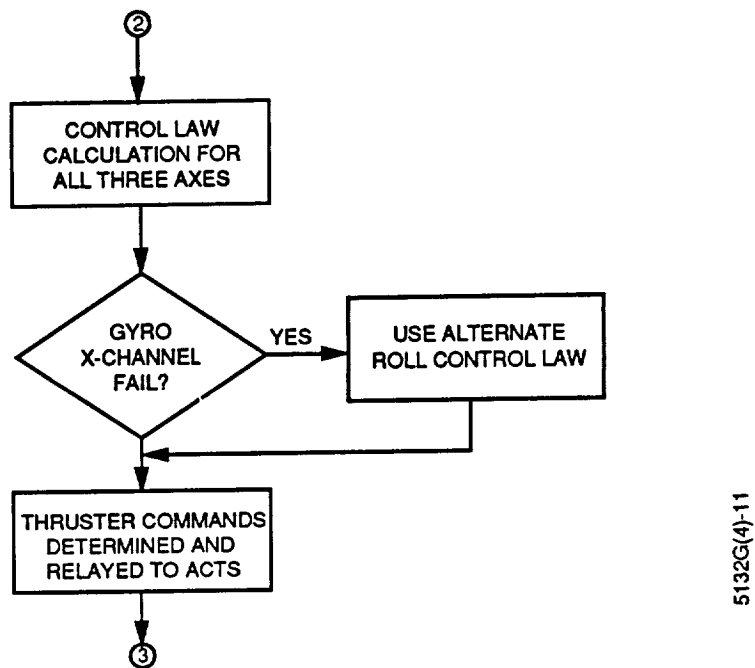 2
CONTROL LAW
CALCULATION FOR
ALL THREE AXES
GYRO
X-CHANNEL
FAIL?
YES
USE ALTERNATE
ROLL CONTROL LAW
THRUSTER COMMANDS
DETERMINED AND
RELAYED TO ACTS
3
5132G(4)-11